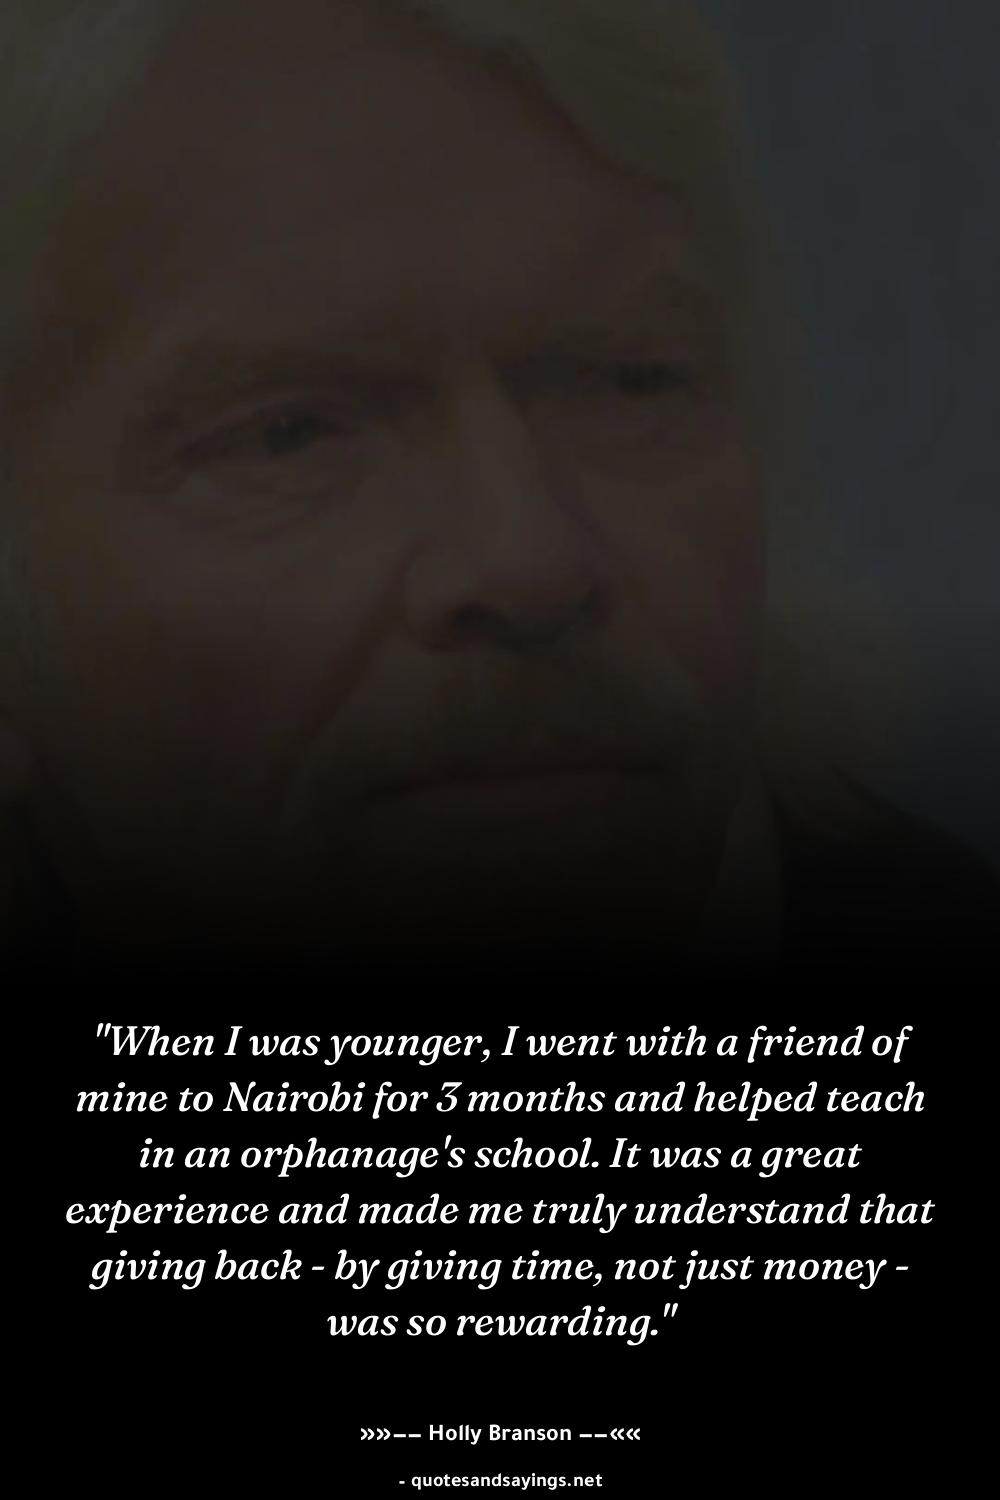 "When I was younger, I went with a friend of
mine to Nairobi for 3 months and helped teach
in an orphanage's school. It was a great
experience and made me truly understand that
giving back - by giving time, not just money -
was so rewarding."
»»−− Holly Branson −−««
- quotesandsayings.net